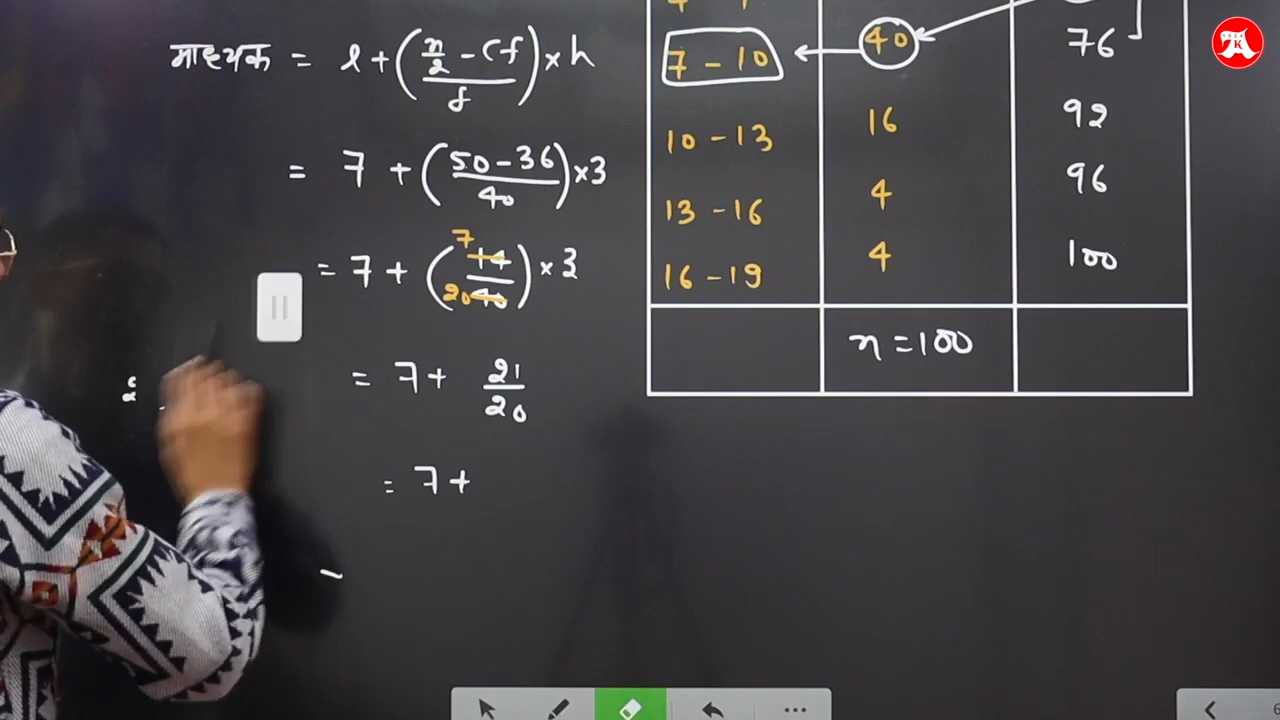 माध्यक = l + ( n/2 - Cf / f ) × h
= 7 + ( 50 - 36 / 40 ) × 3
= 7 + ( 7 14 / 20 40 ) × 3
= 7 + 21/20
= 7 +
7 - 10 40 76
10 - 13 16 92
13 - 16 4 96
16 - 19 4 100
n = 100